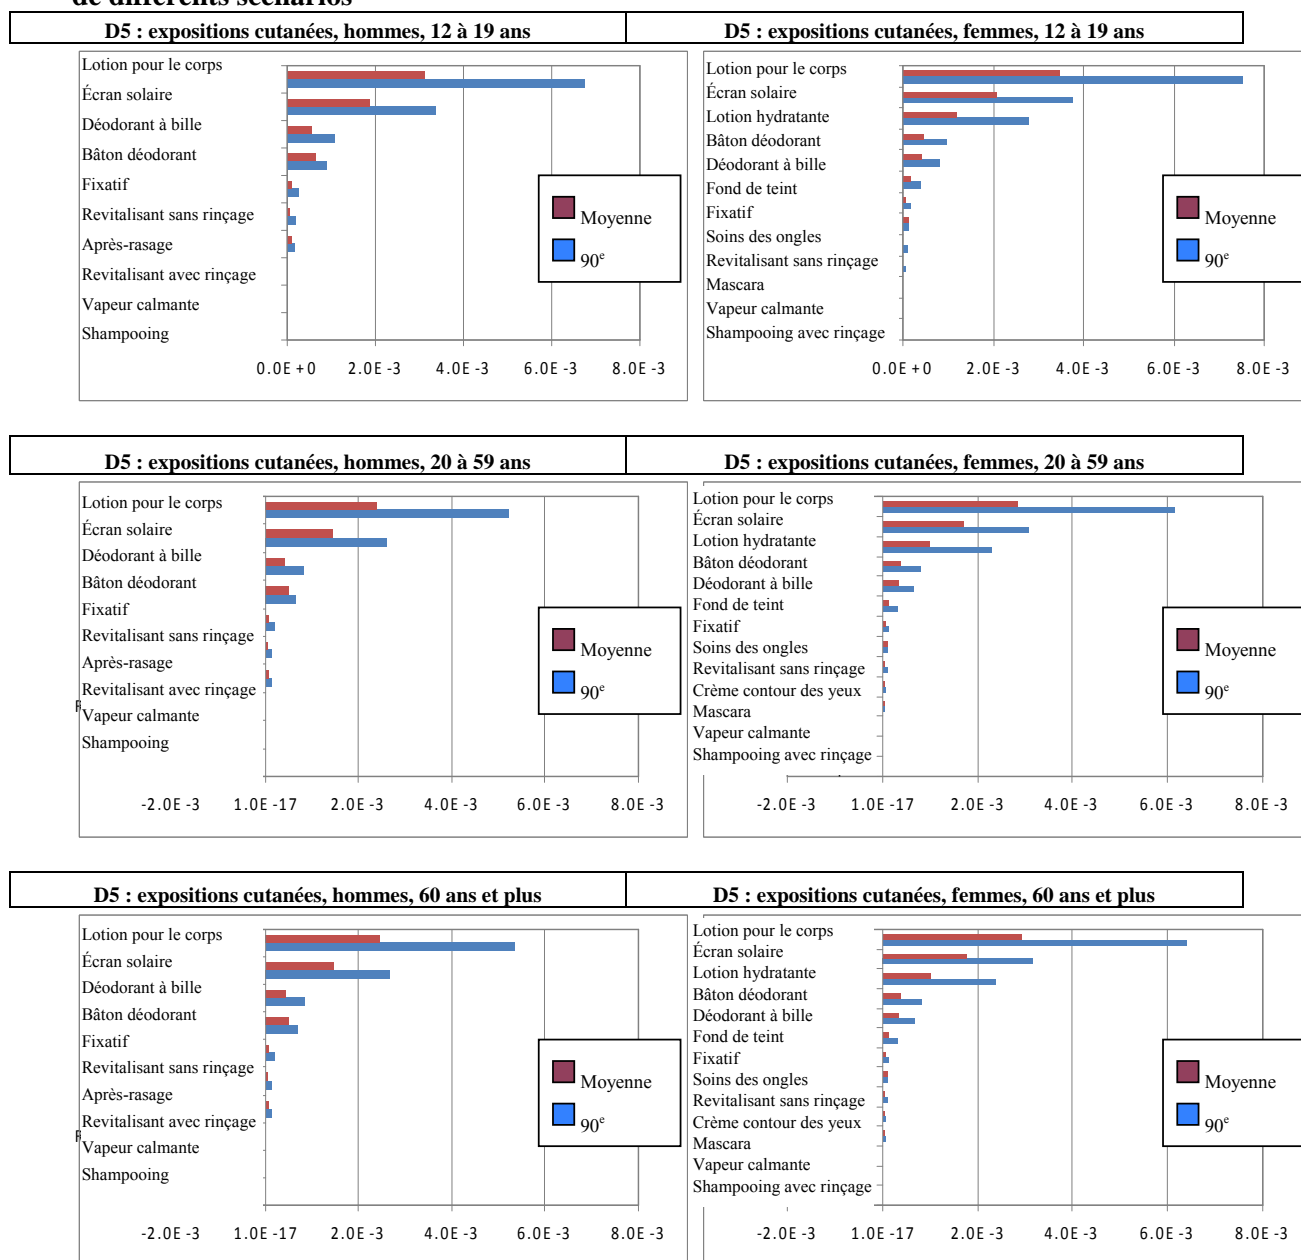 de différents scénarios
D5 : expositions cutanées, hommes, 12 à 19 ans
Lotion pour le corps
Écran solaire
Déodorant à bille
Bâton déodorant
Fixatif
Revitalisant sans rinçage
Après-rasage
Revitalisant avec rinçage
Vapeur calmante
Shampooing
Moyenne
90e
0.0E+0 2.0E-3 4.0E-3 6.0E-3 8.0E-3
D5 : expositions cutanées, femmes, 12 à 19 ans
Lotion pour le corps
Écran solaire
Lotion hydratante
Bâton déodorant
Déodorant à bille
Fond de teint
Fixatif
Soins des ongles
Revitalisant sans rinçage
Mascara
Vapeur calmante
Shampooing avec rinçage
Moyenne
90e
0.0E+0 2.0E-3 4.0E-3 6.0E-3 8.0E-3
D5 : expositions cutanées, hommes, 20 à 59 ans
Lotion pour le corps
Écran solaire
Déodorant à bille
Bâton déodorant
Fixatif
Revitalisant sans rinçage
Après-rasage
Revitalisant avec rinçage
Vapeur calmante
Shampooing
Moyenne
90e
-2.0E-3 1.0E-17 2.0E-3 4.0E-3 6.0E-3 8.0E-3
D5 : expositions cutanées, femmes, 20 à 59 ans
Lotion pour le corps
Écran solaire
Lotion hydratante
Bâton déodorant
Déodorant à bille
Fond de teint
Fixatif
Soins des ongles
Revitalisant sans rinçage
Crème contour des yeux
Mascara
Vapeur calmante
Shampooing avec rinçage
Moyenne
90e
-2.0E-3 1.0E-17 2.0E-3 4.0E-3 6.0E-3 8.0E-3
D5 : expositions cutanées, hommes, 60 ans et plus
Lotion pour le corps
Écran solaire
Déodorant à bille
Bâton déodorant
Fixatif
Revitalisant sans rinçage
Après-rasage
Revitalisant avec rinçage
Vapeur calmante
Shampooing
Moyenne
90e
-2.0E-3 1.0E-17 2.0E-3 4.0E-3 6.0E-3 8.0E-3
D5 : expositions cutanées, femmes, 60 ans et plus
Lotion pour le corps
Écran solaire
Lotion hydratante
Bâton déodorant
Déodorant à bille
Fond de teint
Fixatif
Soins des ongles
Revitalisant sans rinçage
Crème contour des yeux
Mascara
Vapeur calmante
Shampooing avec rinçage
Moyenne
90e
-2.0E-3 1.0E-17 2.0E-3 4.0E-3 6.0E-3 8.0E-3